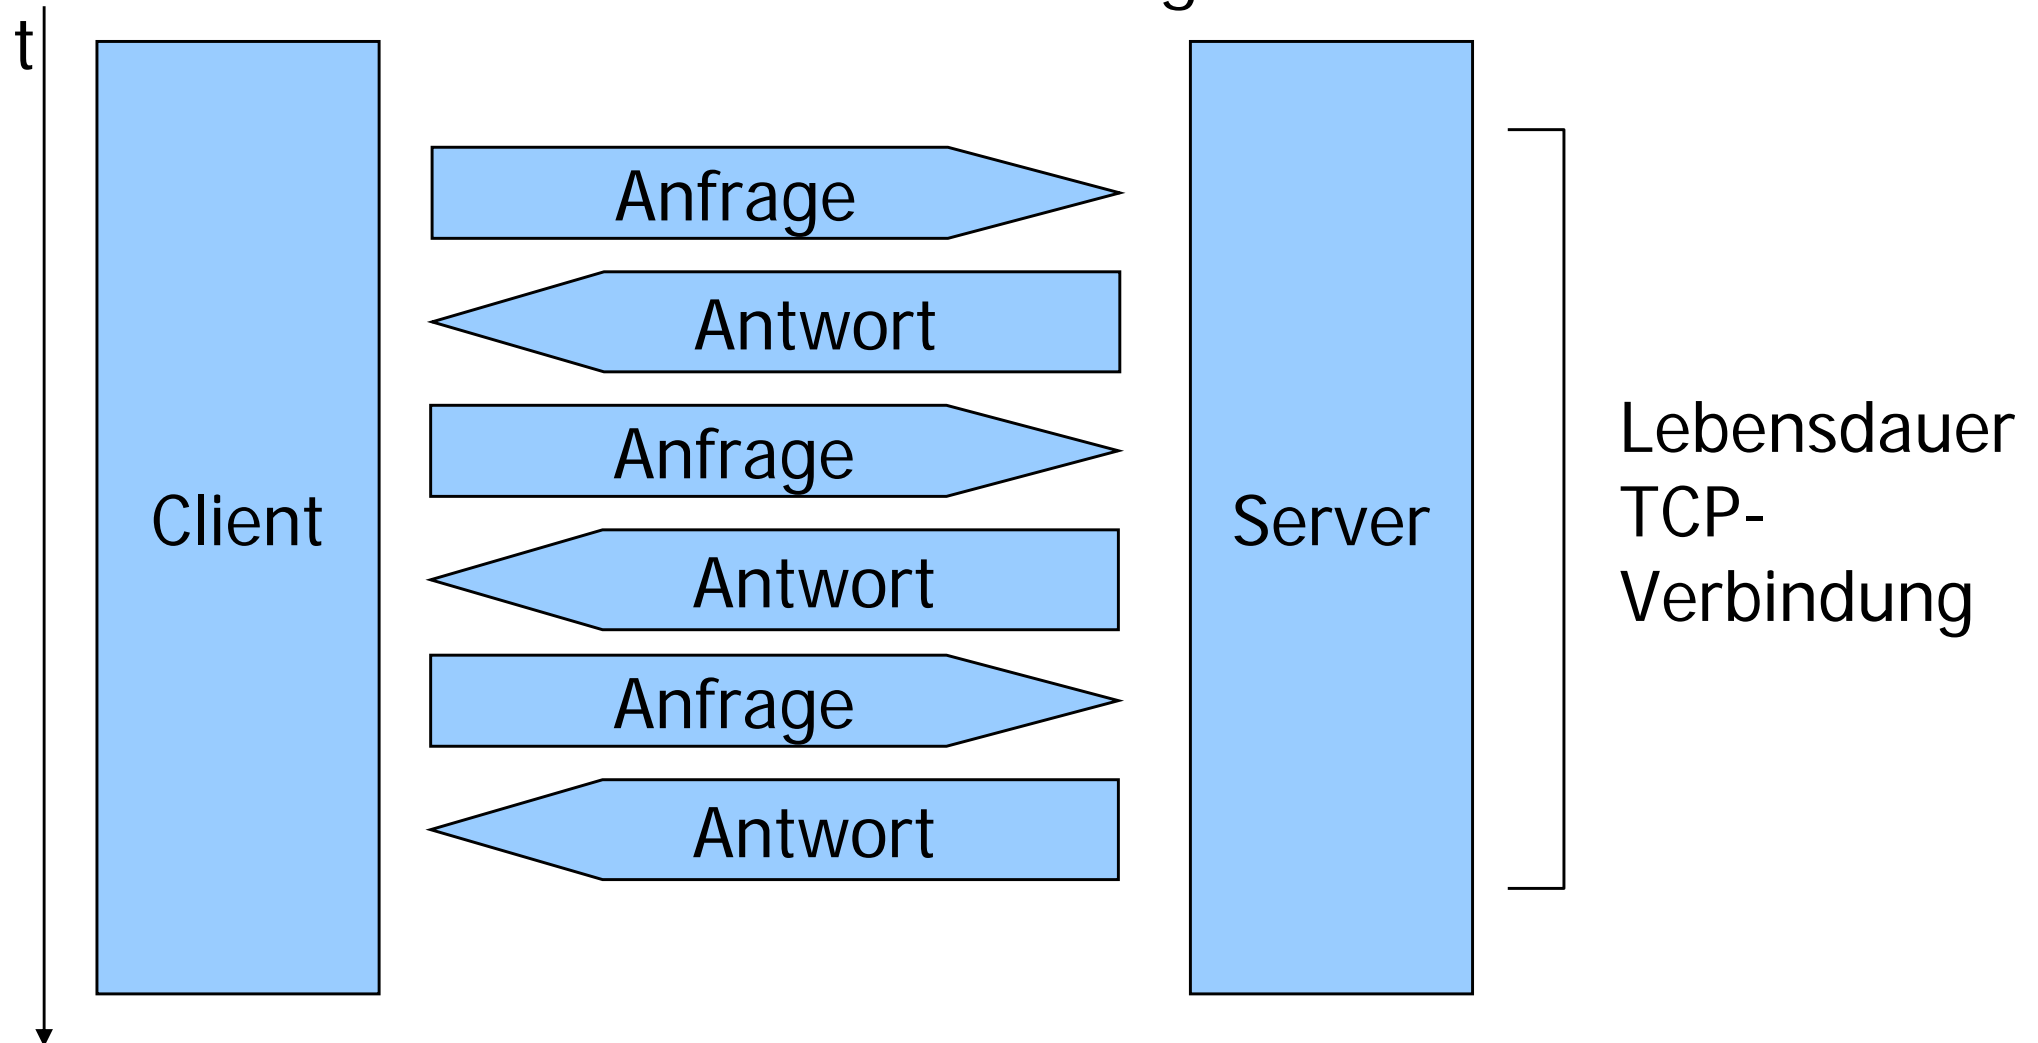 t
Anfrage
Antwort
Anfrage
Client
Server
Antwort
Anfrage
Antwort
Lebensdauer
TCP-
Verbindung